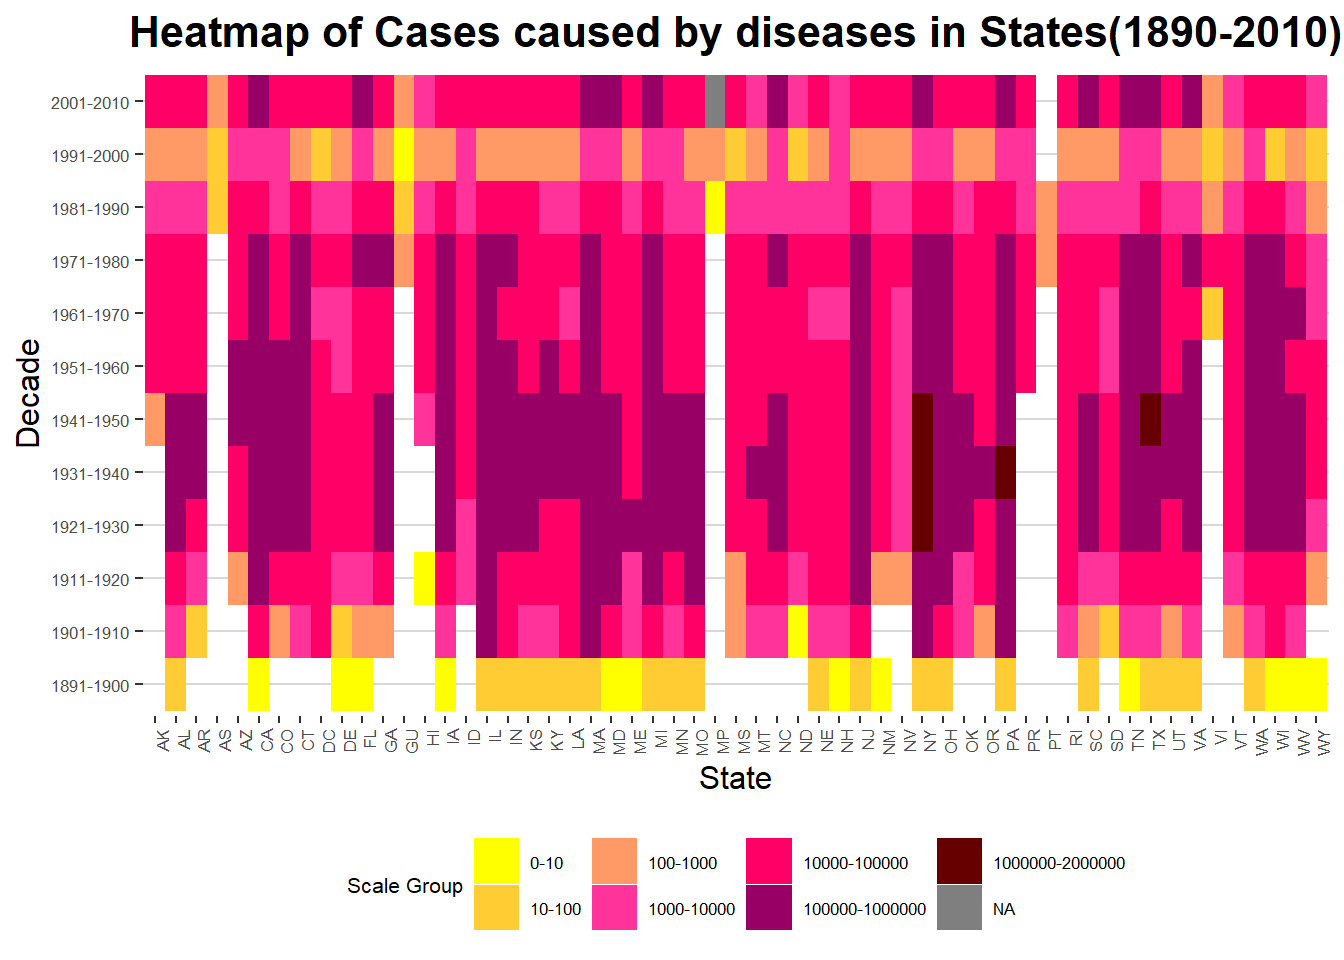 Heatmap of Cases caused by diseases in States(1890-2010)
Decade
2001-2010
1991-2000
1981-1990
1971-1980
1961-1970
1951-1960
1941-1950
1931-1940
1921-1930
1911-1920
1901-1910
1891-1900
AK AL AR AS AZ CA CO CT DC DE FL GA GU HI IA ID IL IN KS KY LA MA MD ME MI MN MO MP MS MT NC ND NE NH NJ NM NV NY OH OK OR PA PR PT RI SC SD TN TX UT VA VI VT WA WI WV WY
State
Scale Group
0-10 100-1000 10000-100000 1000000-2000000
10-100 1000-10000 100000-1000000 NA